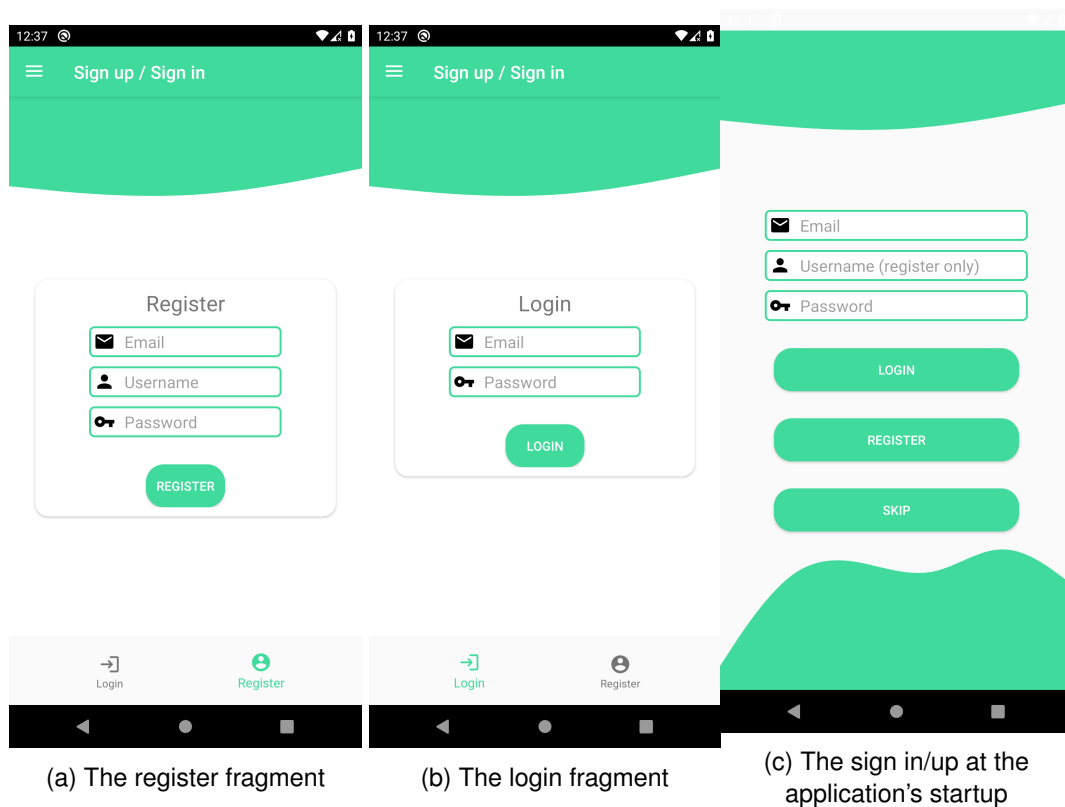 12:37
Sign up / Sign in
Register
Email
Username
Password
REGISTER
Login
Register
(a) The register fragment
12:37
Sign up / Sign in
Login
Email
Password
LOGIN
Login
Register
(b) The login fragment
Email
Username (register only)
Password
LOGIN
REGISTER
SKIP
(c) The sign in/up at the
application's startup